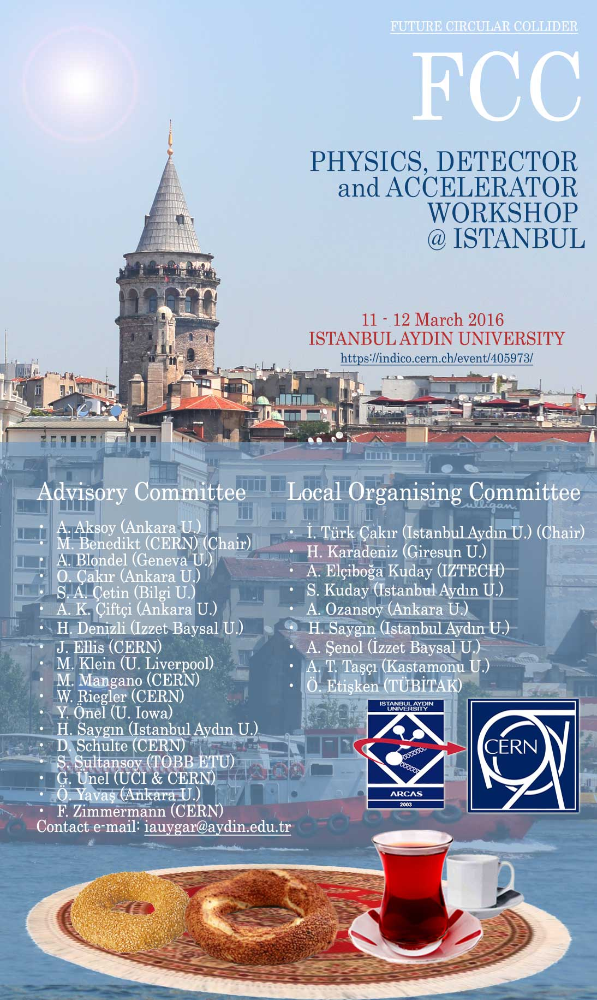 FUTURE CIRCULAR COLLIDER
FCC
PHYSICS, DETECTOR
and ACCELERATOR
WORKSHOP
@ ISTANBUL
11 - 12 March 2016
ISTANBUL AYDIN UNIVERSITY
https://indico.cern.ch/event/405973/
Advisory Committee
• A. Aksoy (Ankara U.)
• M. Benedikt (CERN) (Chair)
• A. Blondel (Geneva U.)
• O. Çakır (Ankara U.)
• S. A. Çetin (Bilgi U.)
• A. K. Çiftçi (Ankara U.)
• H. Denizli (Izzet Baysal U.)
• J. Ellis (CERN)
• M. Klein (U. Liverpool)
• M. Mangano (CERN)
• W. Riegler (CERN)
• Y. Önel (U. Iowa)
• H. Saygın (Istanbul Aydın U.)
• D. Schulte (CERN)
• S. Sultansoy (TOBB ETU)
• G. Ünel (UCI & CERN)
• Ö. Yavaş (Ankara U.)
• F. Zimmermann (CERN)
Contact e-mail: iauygar@aydin.edu.tr
Local Organising Committee
• İ. Türk Çakır (Istanbul Aydın U.) (Chair)
• H. Karadeniz (Giresun U.)
• A. Elçiboğa Kuday (IZTECH)
• S. Kuday (Istanbul Aydın U.)
• A. Ozansoy (Ankara U.)
• H. Saygın (Istanbul Aydın U.)
• A. Şenol (İzzet Baysal U.)
• A. T. Taşçı (Kastamonu U.)
• Ö. Etişken (TÜBİTAK)
ISTANBUL AYDIN
UNIVERSITY
ARCAS
2003
CERN